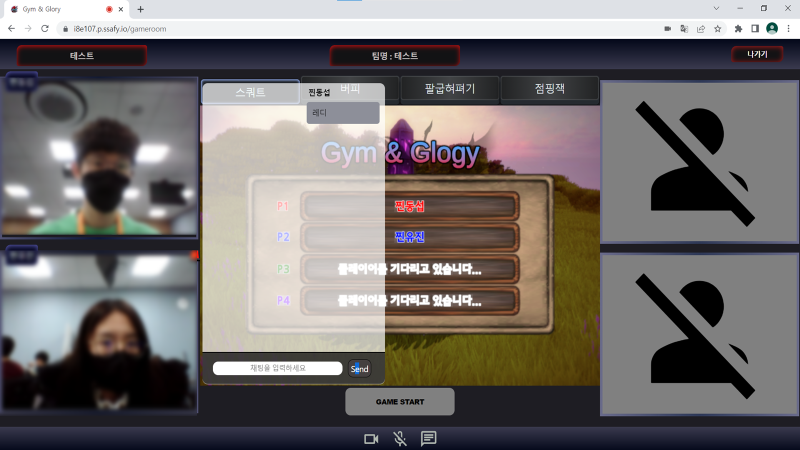 Gym & Glory
i8e107.p.ssafy.io/gameroom
테스트
팀명 : 테스트
나가기
스쿼트
버피
팔굽혀펴기
점핑잭
찐동섭
레디
Gym & Glogy
P1
찐동섭
P2
찐유진
P3
플레이어를 기다리고 있습니다...
P4
플레이어를 기다리고 있습니다...
채팅을 입력하세요
Send
GAME START